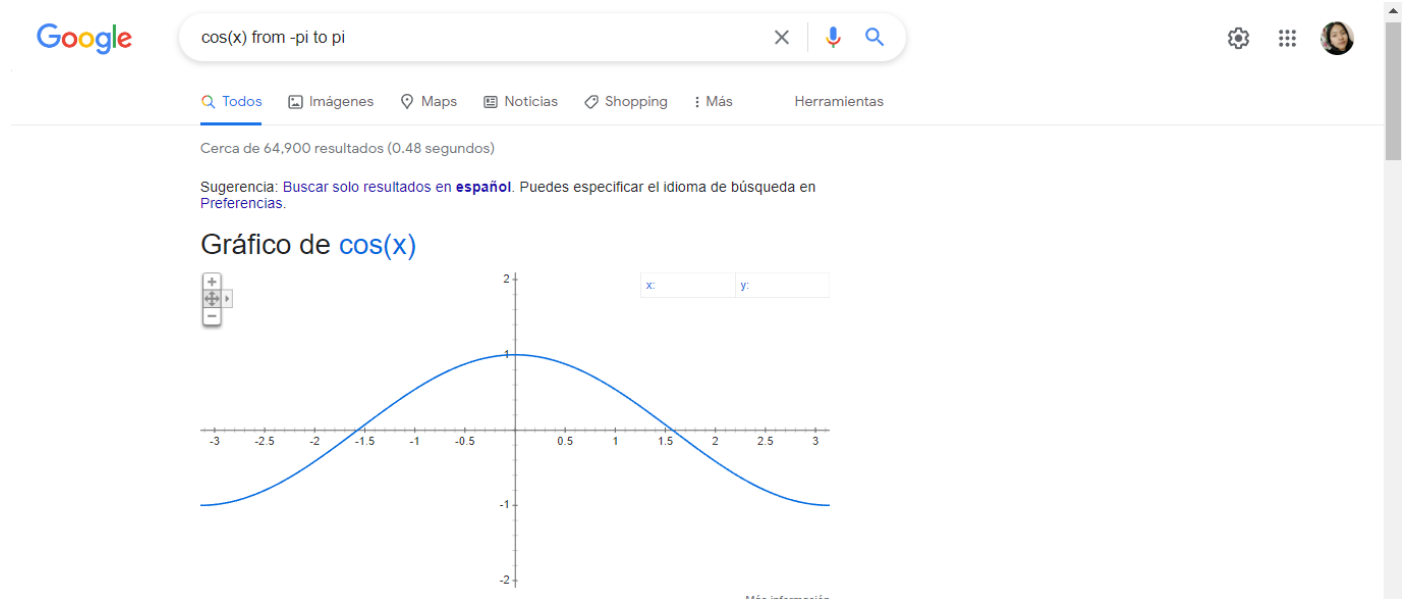 Google
cos(x) from -pi to pi
Todos Imágenes Maps Noticias Shopping Más Herramientas
Cerca de 64,900 resultados (0.48 segundos)
Sugerencia: Buscar solo resultados en español. Puedes especificar el idioma de búsqueda en
Preferencias.
Gráfico de cos(x)
x: y:
2
1
-3 -2.5 -2 -1.5 -1 -0.5 0.5 1 1.5 2 2.5 3
-1
-2
Más información